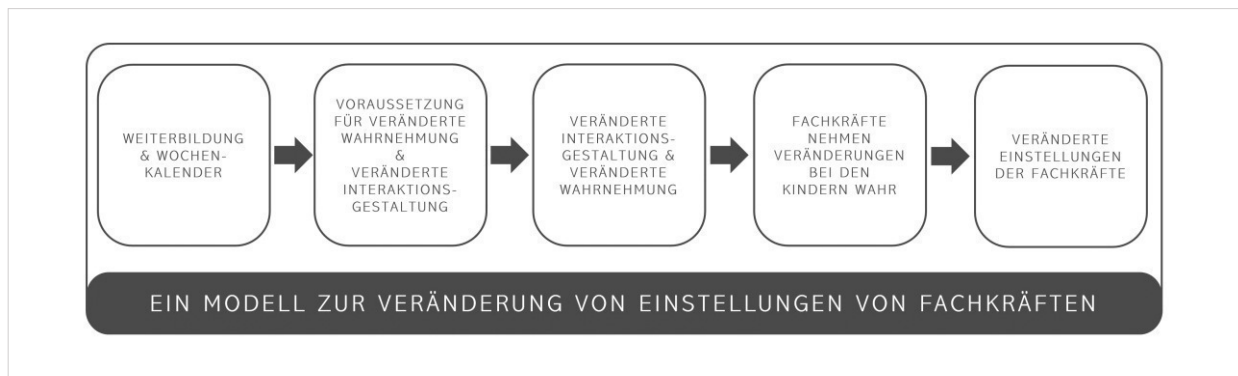 WEITERBILDUNG
& WOCHEN-
KALENDER
VORAUSSETZUNG
FÜR VERÄNDERTE
WAHRNEHMUNG
&
VERÄNDERTE
INTERAKTIONS-
GESTALTUNG
VERÄNDERTE
INTERAKTIONS-
GESTALTUNG &
VERÄNDERTE
WAHRNEHMUNG
FACHKRÄFTE
NEHMEN
VERÄNDERUNGEN
BEI DEN
KINDERN WAHR
VERÄNDERTE
EINSTELLUNGEN
DER FACHKRÄFTE
EIN MODELL ZUR VERÄNDERUNG VON EINSTELLUNGEN VON FACHKRÄFTEN